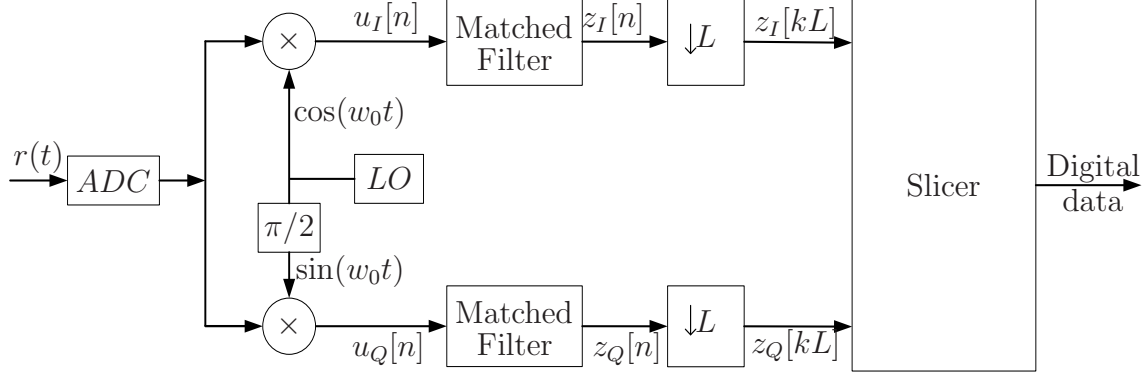 u_I[n]
Matched
Filter
z_I[n]
↓L
z_I[kL]
×
cos(w_0t)
r(t)
ADC
LO
Slicer
Digital
data
π/2
sin(w_0t)
×
u_Q[n]
Matched
Filter
z_Q[n]
↓L
z_Q[kL]